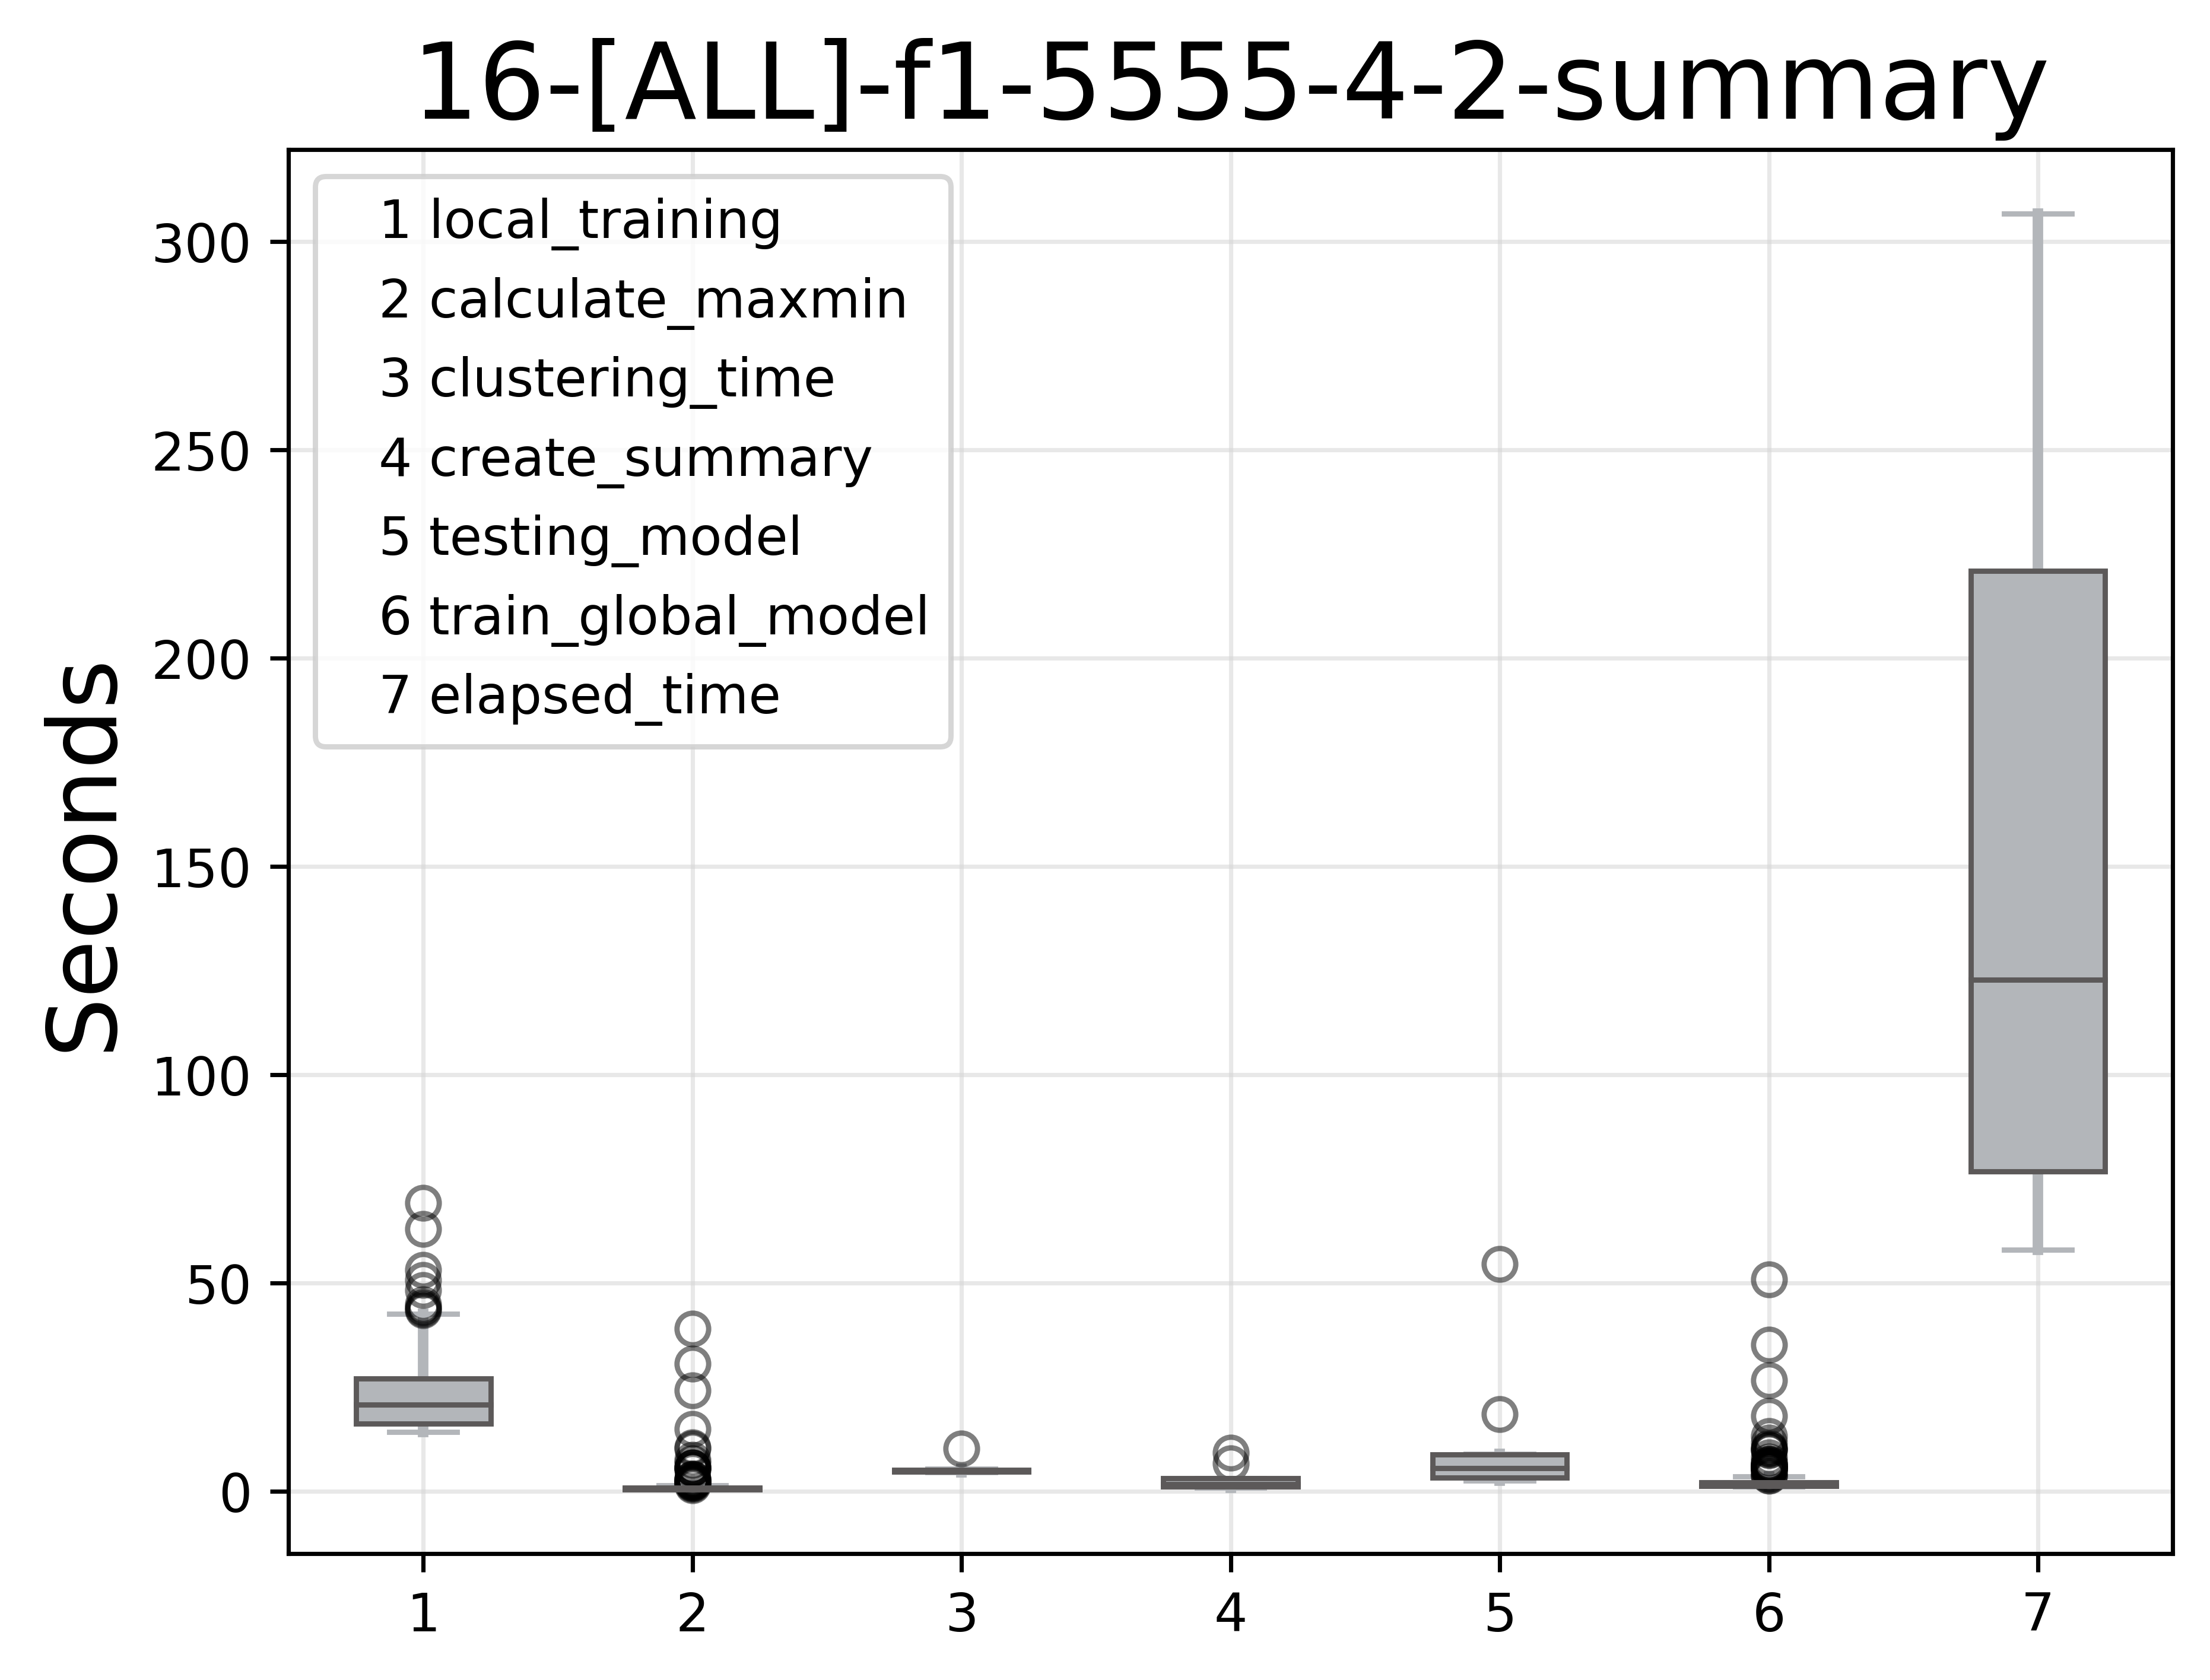 16-[ALL]-f1-5555-4-2-summary
1 local_training
2 calculate_maxmin
3 clustering_time
4 create_summary
5 testing_model
6 train_global_model
7 elapsed_time
Seconds
300
250
200
150
100
50
0
1 2 3 4 5 6 7